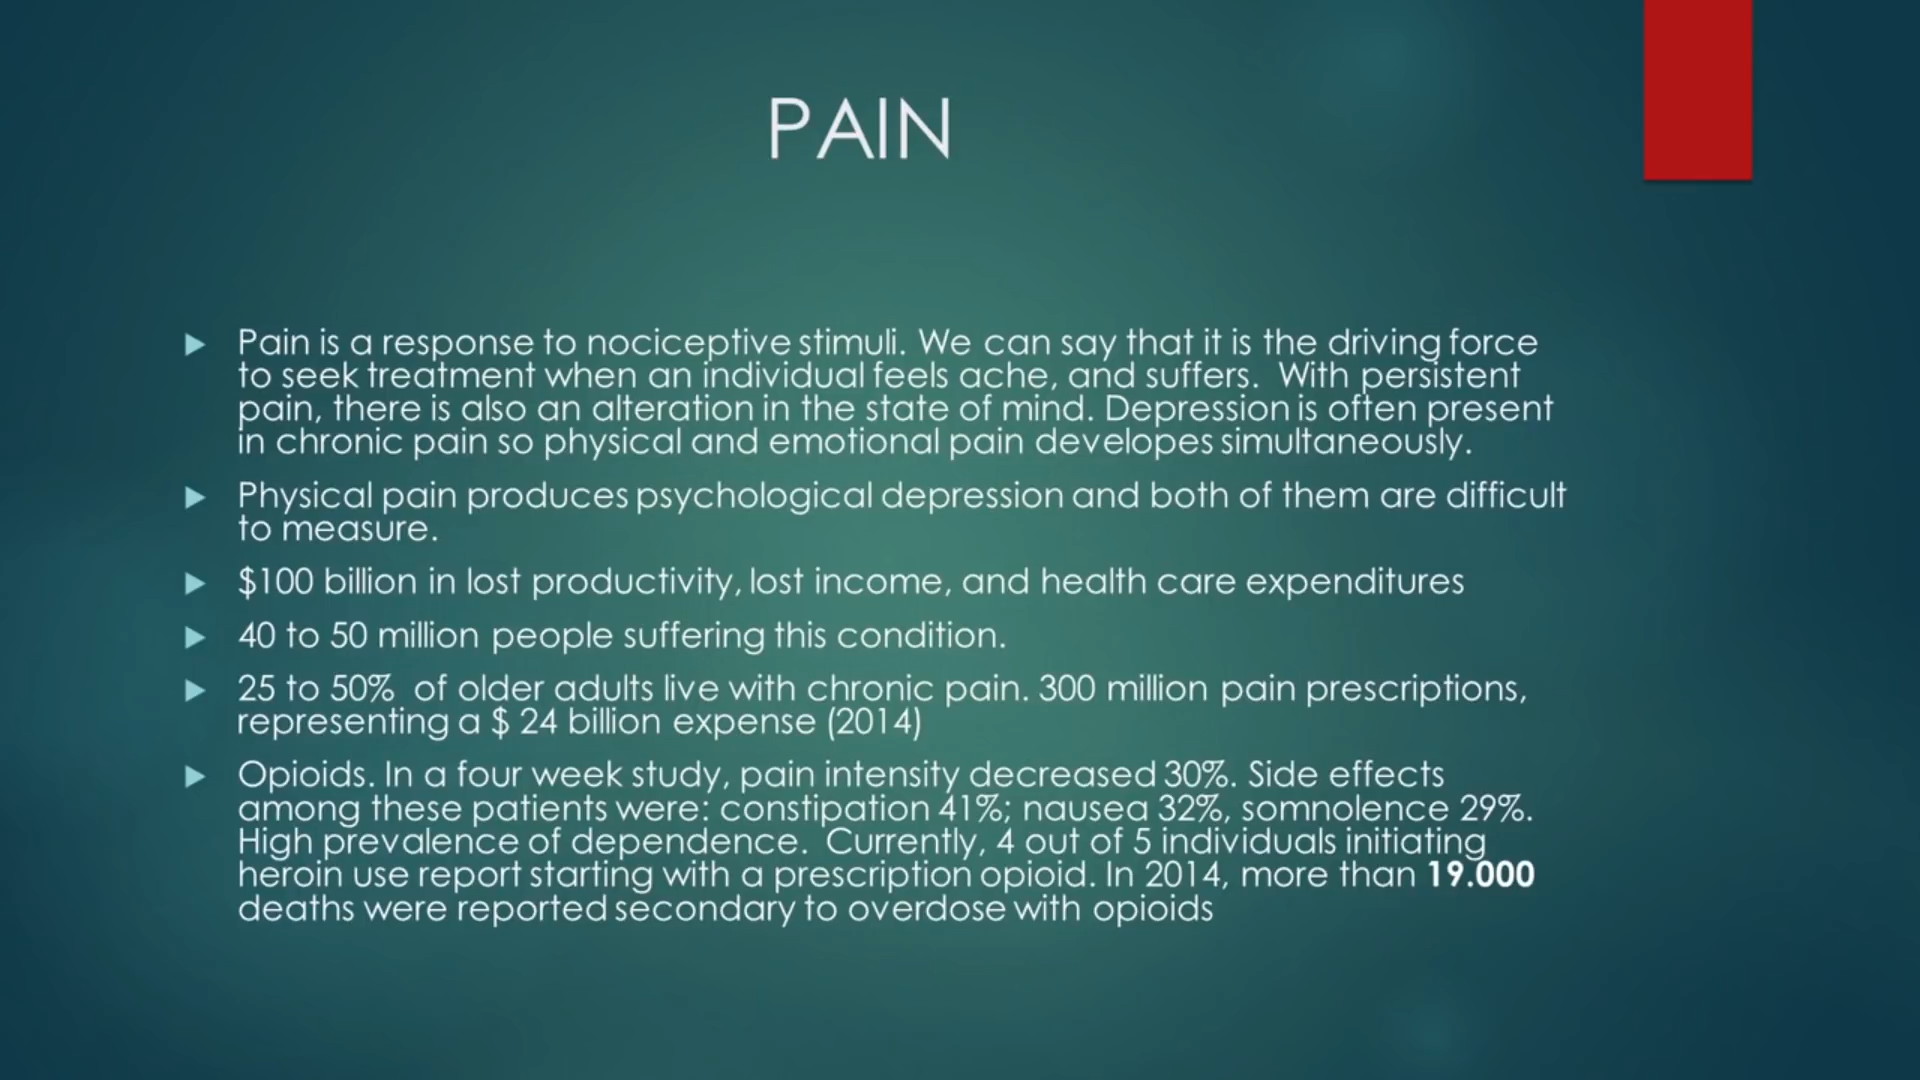 PAIN
Pain is a response to nociceptive stimuli. We can say that it is the driving force
to seek treatment when an individual feels ache, and suffers. With persistent
pain, there is also an alteration in the state of mind. Depression is often present
in chronic pain so physical and emotional pain developes simultaneously.
Physical pain produces psychological depression and both of them are difficult
to measure.
$100 billion in lost productivity, lost income, and health care expenditures
40 to 50 million people suffering this condition.
25 to 50% of older adults live with chronic pain. 300 million pain prescriptions,
representing a $ 24 billion expense (2014)
Opioids. In a four week study, pain intensity decreased 30%. Side effects
among these patients were: constipation 41%; nausea 32%, somnolence 29%.
High prevalence of dependence. Currently, 4 out of 5 individuals initiating
heroin use report starting with a prescription opioid. In 2014, more than 19.000
deaths were reported secondary to overdose with opioids